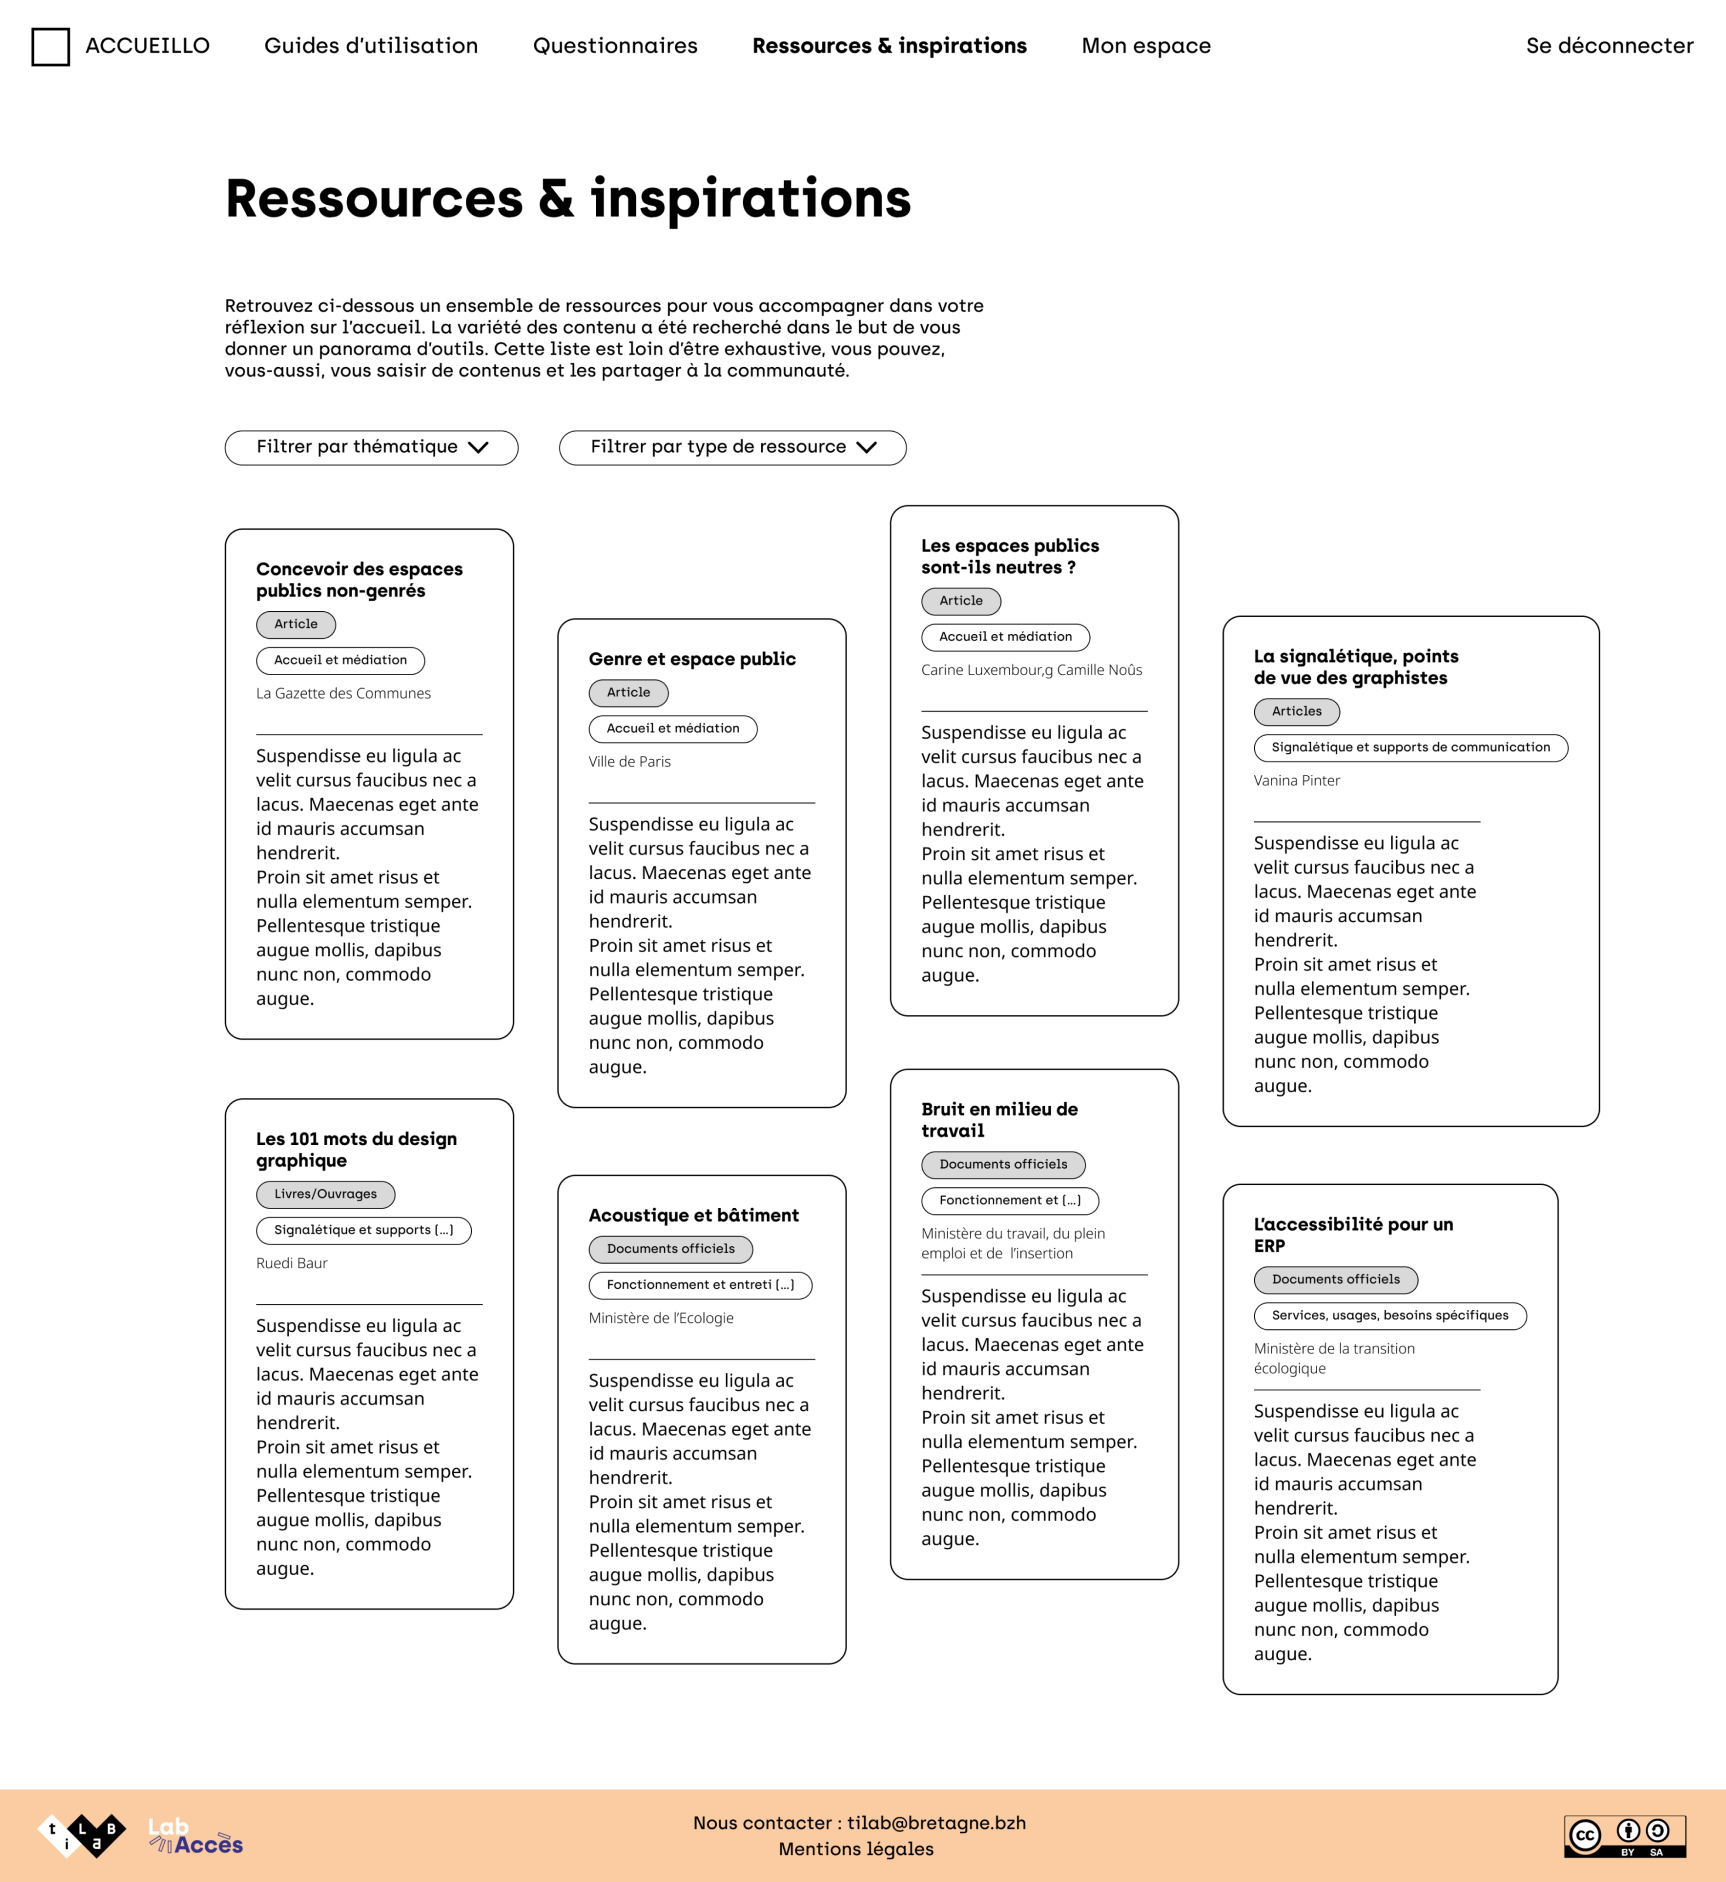 ACCUEILLO
Guides d'utilisation
Questionnaires
Ressources & inspirations
Mon espace
Se déconnecter
Ressources & inspirations
Retrouvez ci-dessous un ensemble de ressources pour vous accompagner dans votre
réflexion sur l'accueil. La variété des contenu a été recherché dans le but de vous
donner un panorama d'outils. Cette liste est loin d'être exhaustive, vous pouvez,
vous-aussi, vous saisir de contenus et les partager à la communauté.
Filtrer par thématique
Filtrer par type de ressource
Concevoir des espaces
publics non-genrés
Article
Accueil et médiation
La Gazette des Communes
Suspendisse eu ligula ac
velit cursus faucibus nec a
lacus. Maecenas eget ante
id mauris accumsan
hendrerit.
Proin sit amet risus et
nulla elementum semper.
Pellentesque tristique
augue mollis, dapibus
nunc non, commodo
augue.
Genre et espace public
Article
Accueil et médiation
Ville de Paris
Suspendisse eu ligula ac
velit cursus faucibus nec a
lacus. Maecenas eget ante
id mauris accumsan
hendrerit.
Proin sit amet risus et
nulla elementum semper.
Pellentesque tristique
augue mollis, dapibus
nunc non, commodo
augue.
Les espaces publics
sont-ils neutres ?
Article
Accueil et médiation
Carine Luxembour,g Camille Noûs
Suspendisse eu ligula ac
velit cursus faucibus nec a
lacus. Maecenas eget ante
id mauris accumsan
hendrerit.
Proin sit amet risus et
nulla elementum semper.
Pellentesque tristique
augue mollis, dapibus
nunc non, commodo
augue.
La signalétique, points
de vue des graphistes
Articles
Signalétique et supports de communication
Vanina Pinter
Suspendisse eu ligula ac
velit cursus faucibus nec a
lacus. Maecenas eget ante
id mauris accumsan
hendrerit.
Proin sit amet risus et
nulla elementum semper.
Pellentesque tristique
augue mollis, dapibus
nunc non, commodo
augue.
Les 101 mots du design
graphique
Livres/Ouvrages
Signalétique et supports (...)
Ruedi Baur
Suspendisse eu ligula ac
velit cursus faucibus nec a
lacus. Maecenas eget ante
id mauris accumsan
hendrerit.
Proin sit amet risus et
nulla elementum semper.
Pellentesque tristique
augue mollis, dapibus
nunc non, commodo
augue.
Acoustique et bâtiment
Documents officiels
Fonctionnement et entreti (...)
Ministère de l'Ecologie
Suspendisse eu ligula ac
velit cursus faucibus nec a
lacus. Maecenas eget ante
id mauris accumsan
hendrerit.
Proin sit amet risus et
nulla elementum semper.
Pellentesque tristique
augue mollis, dapibus
nunc non, commodo
augue.
Bruit en milieu de
travail
Documents officiels
Fonctionnement et (...)
Ministère du travail, du plein
emploi et de l'insertion
Suspendisse eu ligula ac
velit cursus faucibus nec a
lacus. Maecenas eget ante
id mauris accumsan
hendrerit.
Proin sit amet risus et
nulla elementum semper.
Pellentesque tristique
augue mollis, dapibus
nunc non, commodo
augue.
L'accessibilité pour un
ERP
Documents officiels
Services, usages, besoins spécifiques
Ministère de la transition
écologique
Suspendisse eu ligula ac
velit cursus faucibus nec a
lacus. Maecenas eget ante
id mauris accumsan
hendrerit.
Proin sit amet risus et
nulla elementum semper.
Pellentesque tristique
augue mollis, dapibus
nunc non, commodo
augue.
ti Lab
Lab
Accès
Nous contacter : tilab@bretagne.bzh
Mentions légales
cc
BY SA